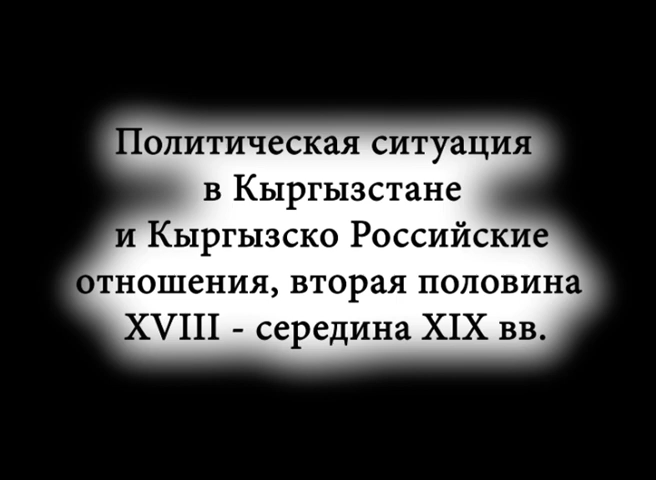 Политическая ситуация
в Кыргызстане
и Кыргызско Российские
отношения, вторая половина
XVIII - середина XIX вв.